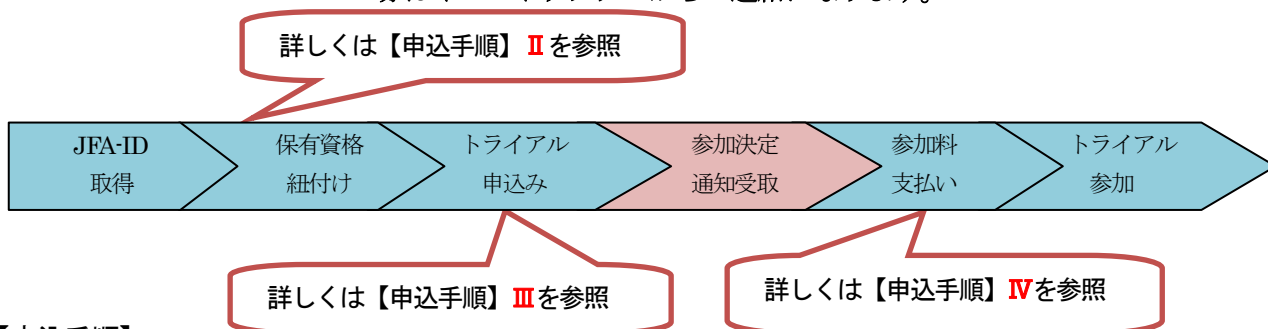 詳しくは【申込手順】Ⅱを参照
JFA-ID
取得
保有資格
紐付け
トライアル
申込み
参加決定
通知受取
参加料
支払い
トライアル
参加
詳しくは【申込手順】Ⅲを参照
詳しくは【申込手順】Ⅳを参照
【申込手順】